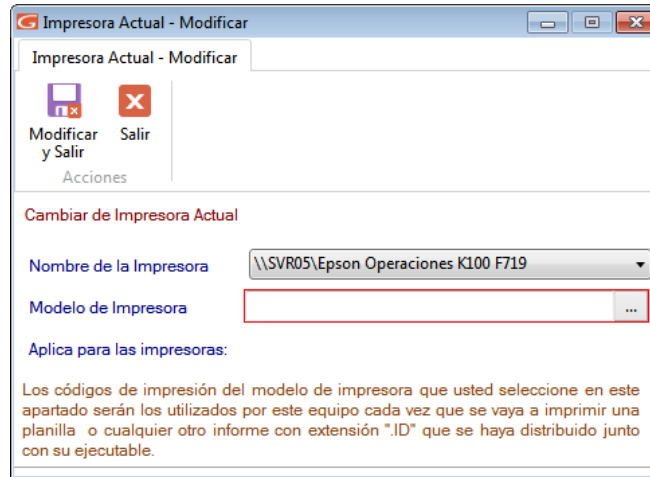 Impresora Actual - Modificar
Impresora Actual - Modificar
Modificar y Salir
Salir
Acciones
Cambiar de Impresora Actual
Nombre de la Impresora \\SVR05\Epson Operaciones K100 F719
Modelo de Impresora ...
Aplica para las impresoras:
Los códigos de impresión del modelo de impresora que usted seleccione en este
apartado serán los utilizados por este equipo cada vez que se vaya a imprimir una
planilla o cualquier otro informe con extensión ".ID" que se haya distribuido junto
con su ejecutable.